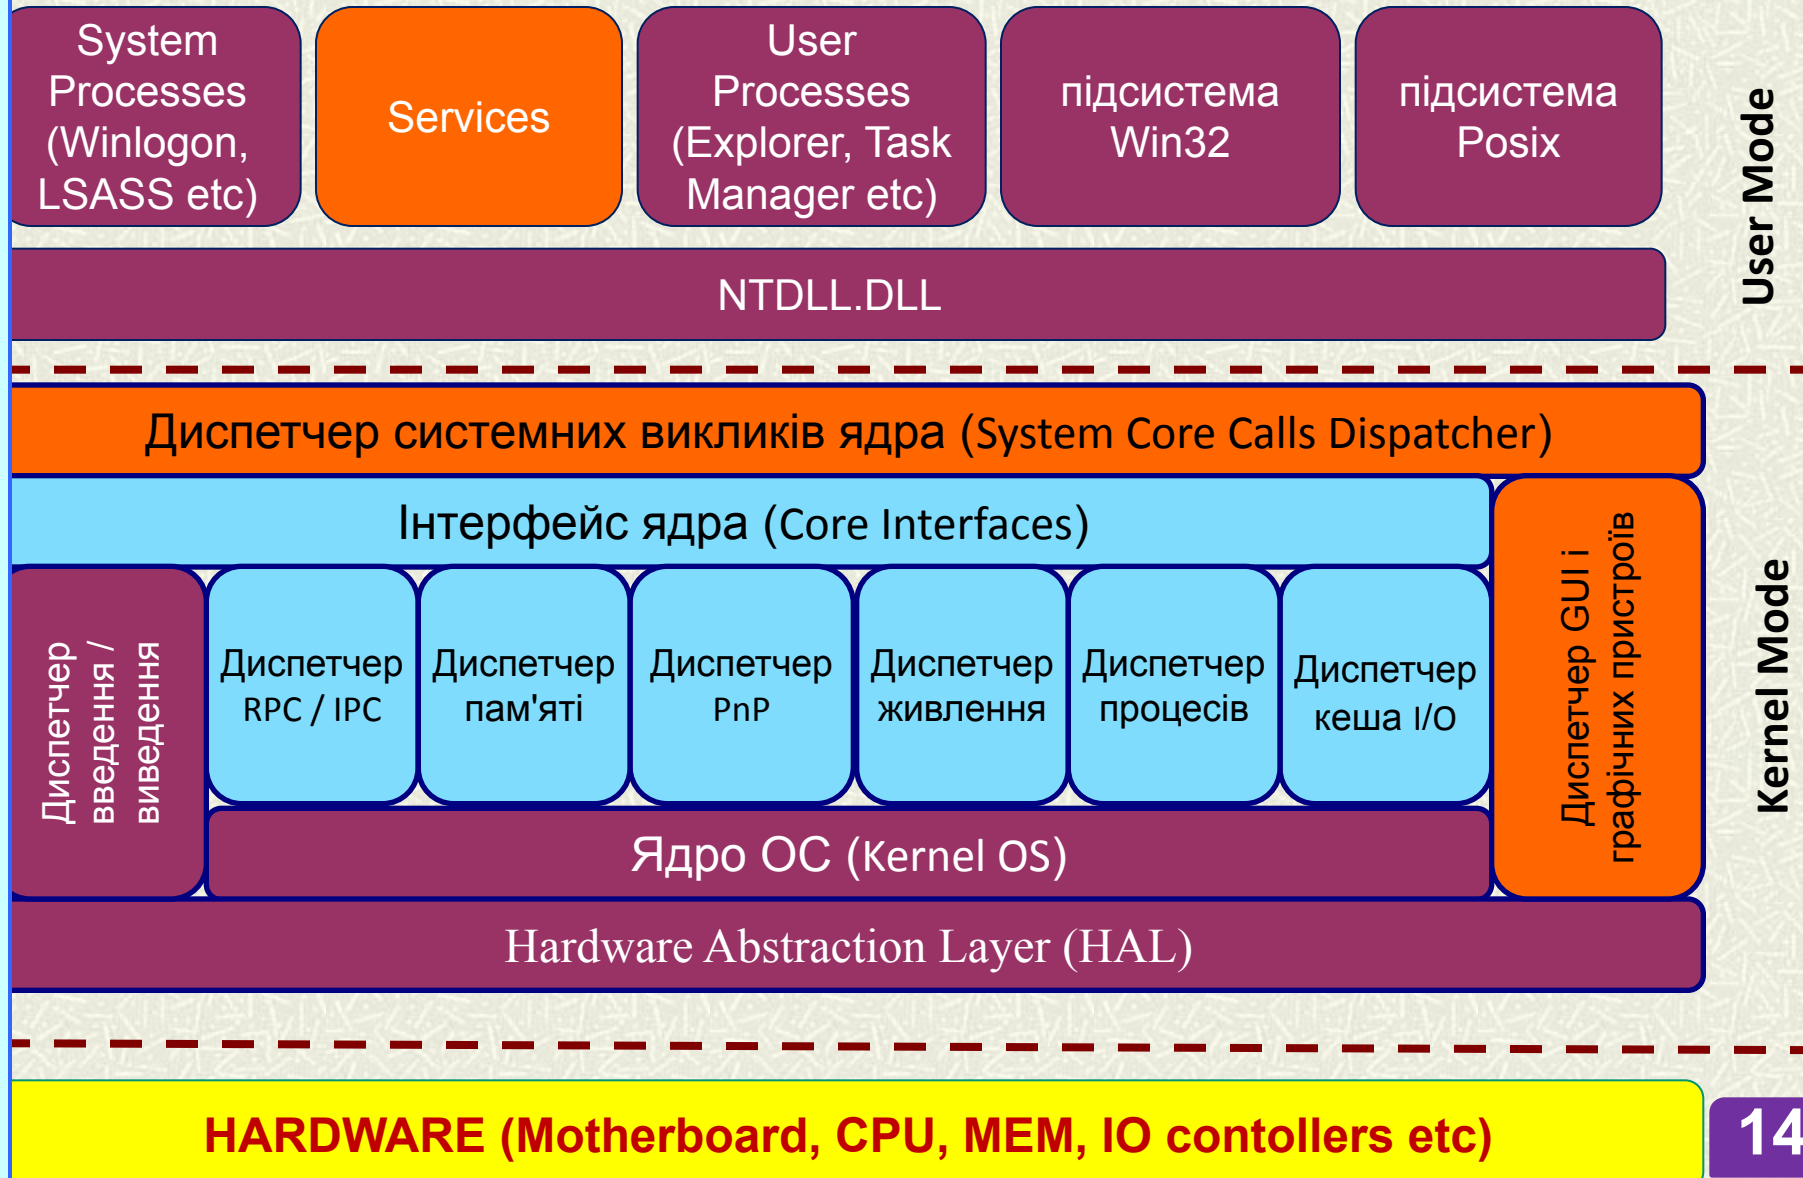 System
Processes
(Winlogon,
LSASS etc)
Services
User
Processes
(Explorer, Task
Manager etc)
підсистема
Win32
підсистема
Posix
User Mode
NTDLL.DLL
Диспетчер системних викликів ядра (System Core Calls Dispatcher)
Інтерфейс ядра (Core Interfaces)
Диспетчер
введення /
виведення
Диспетчер
RPC / IPC
Диспетчер
пам'яті
Диспетчер
PnP
Диспетчер
живлення
Диспетчер
процесів
Диспетчер
кеша I/O
Диспетчер GUI і
графічних пристроїв
Kernel Mode
Ядро ОС (Kernel OS)
Hardware Abstraction Layer (HAL)
HARDWARE (Motherboard, CPU, MEM, IO contollers etc)
14